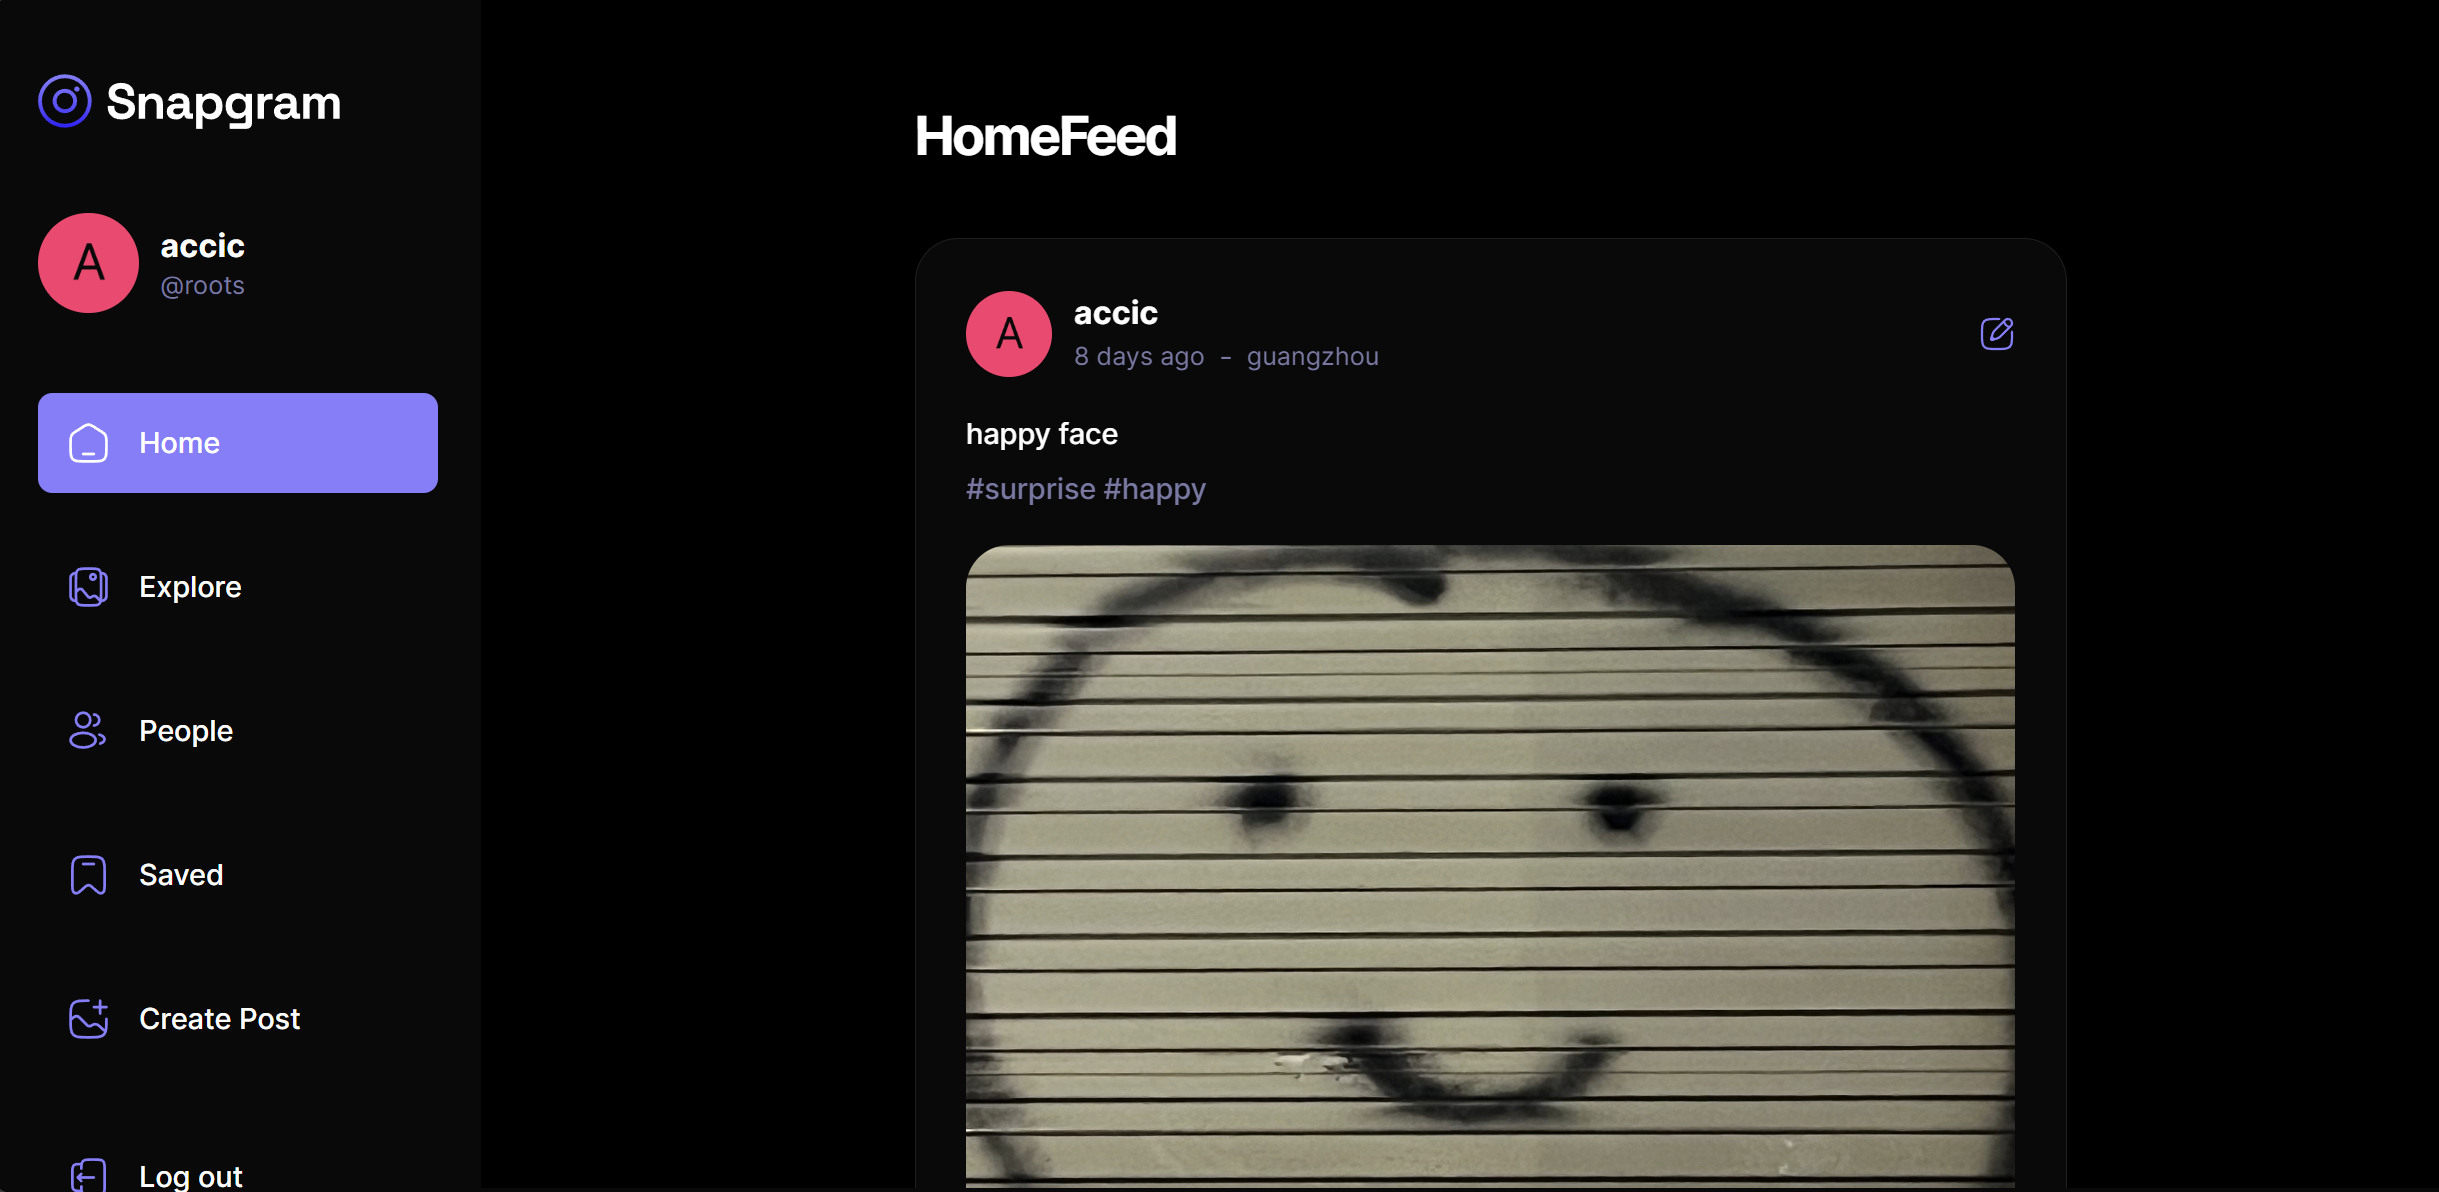 Snapgram
A
accic
@roots
Home
Explore
People
Saved
Create Post
Log out
HomeFeed
A
accic
8 days ago - guangzhou
happy face
#surprise #happy